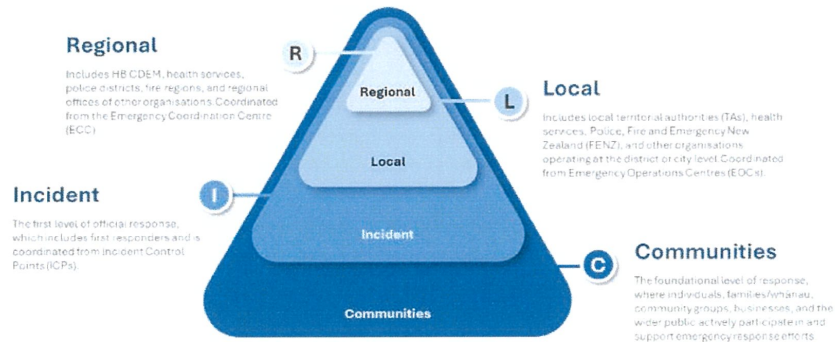 Regional
Includes HB CDEM, health services,
police districts, fire regions, and regional
offices of other organisations. Coordinated
from the Emergency Coordination Centre
(ECC)
R
Regional
L
Local
Includes local territorial authorities (TAs), health
services, Police, Fire and Emergency New
Zealand (FENZ), and other organisations
operating at the district or city level. Coordinated
from Emergency Operations Centres (EOCs).
Local
Incident
The first level of official response,
which includes first responders and is
coordinated from Incident Control
Points (ICPs).
I
Incident
C
Communities
The foundational level of response,
where individuals, families/whānau,
community groups, businesses, and the
wider public actively participate in and
support emergency response efforts
Communities